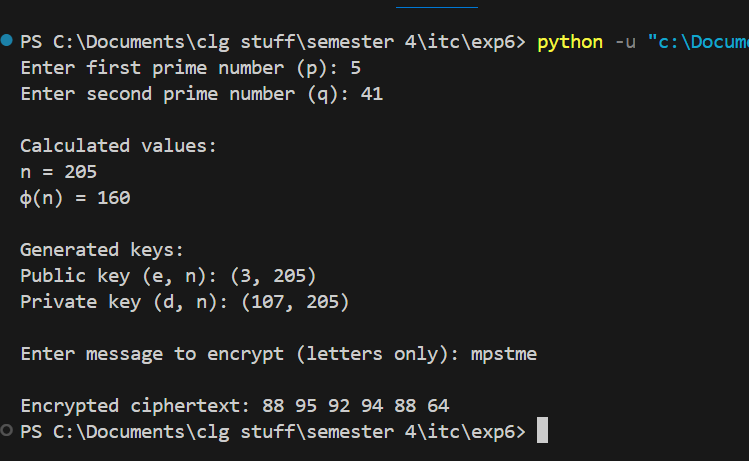 PS C:\Documents\clg stuff\semester 4\itc\exp6> python -u "c:\Docum
Enter first prime number (p): 5
Enter second prime number (q): 41
Calculated values:
n = 205
ϕ(n) = 160
Generated keys:
Public key (e, n): (3, 205)
Private key (d, n): (107, 205)
Enter message to encrypt (letters only): mpstme
Encrypted ciphertext: 88 95 92 94 88 64
PS C:\Documents\clg stuff\semester 4\itc\exp6>